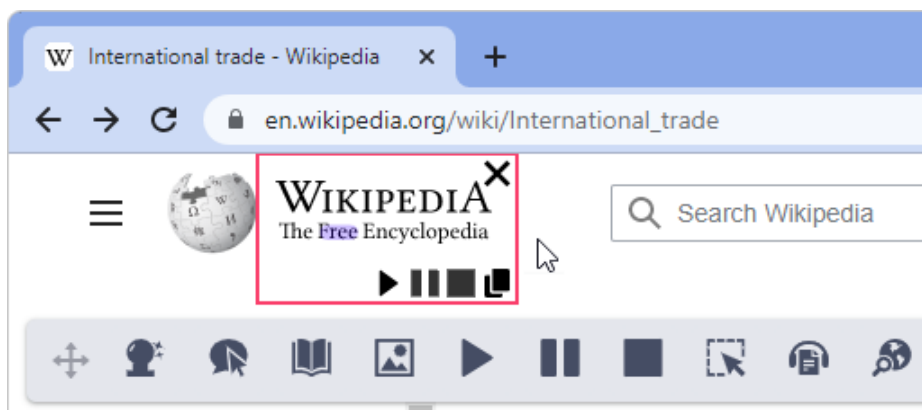 International trade - Wikipedia
en.wikipedia.org/wiki/International_trade
WIKIPEDIA
The Free Encyclopedia
Search Wikipedia